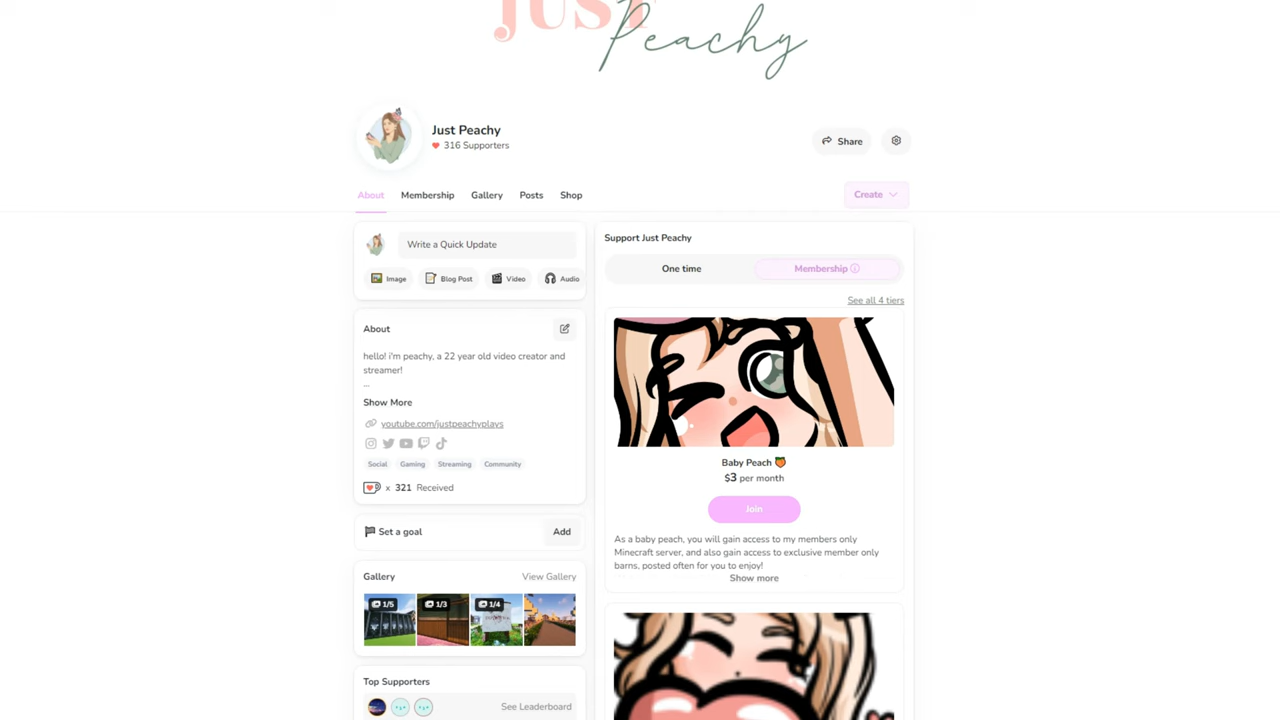 JUST
Peachy
Just Peachy
316 Supporters
Share
About Membership Gallery Posts Shop
Create
Write a Quick Update
Image Blog Post Video Audio
About
hello! i'm peachy, a 22 year old video creator and
streamer!
...
Show More
youtube.com/justpeachyplays
Social Gaming Streaming Community
x 321 Received
Set a goal Add
Gallery View Gallery
1/5 1/3 1/4
Top Supporters
See Leaderboard
Support Just Peachy
One time Membership
See all 4 tiers
Baby Peach 🍑
$3 per month
Join
As a baby peach, you will gain access to my members only
Minecraft server, and also gain access to exclusive member only
barns, posted often for you to enjoy!
Show more